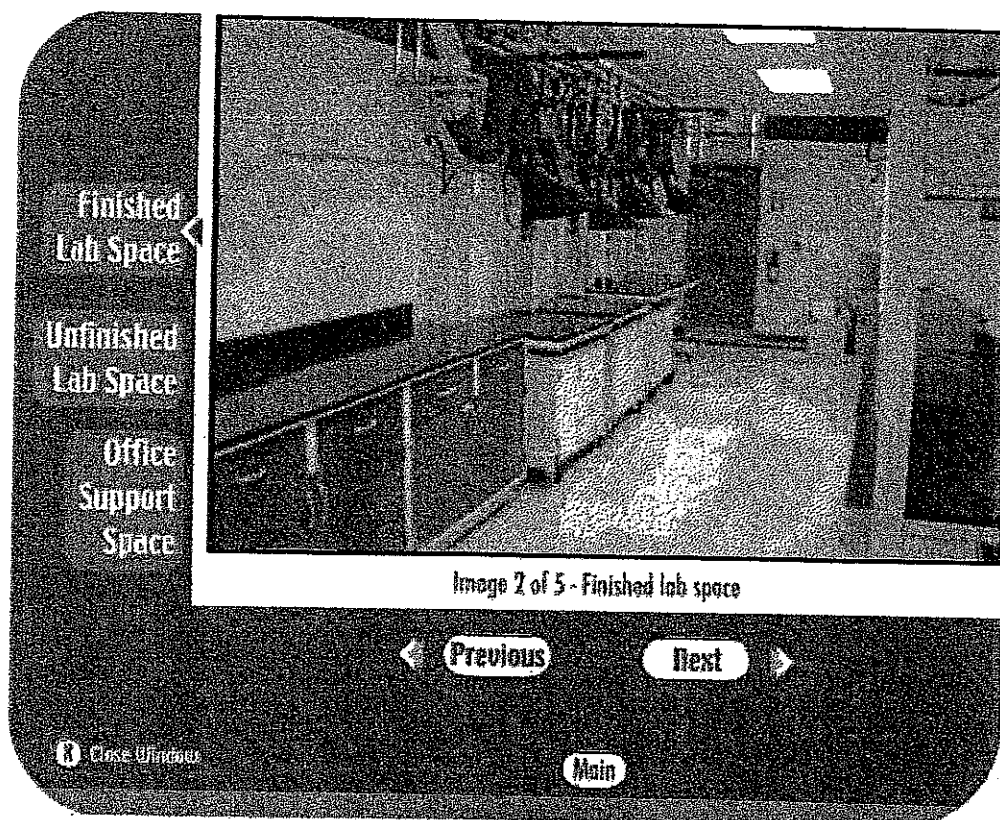 Finished
Lab Space
Unfinished
Lab Space
Office
Support
Space
Image 2 of 5 - Finished lab space
Previous
Next
X Close Window
Main